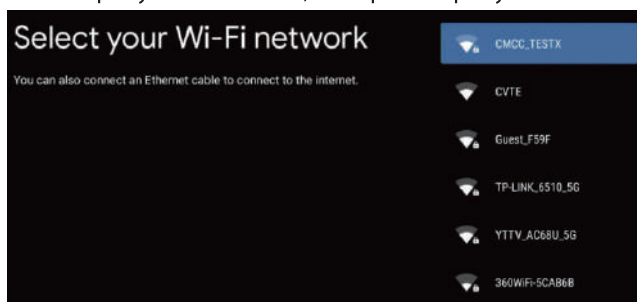 Select your Wi-Fi network
You can also connect an Ethernet cable to connect to the internet.
CMCC_TESTX
CVTE
Guest_F59F
TP-LINK_6510_5G
YTTV_AC68U_5G
360WiFi-5CAB6B